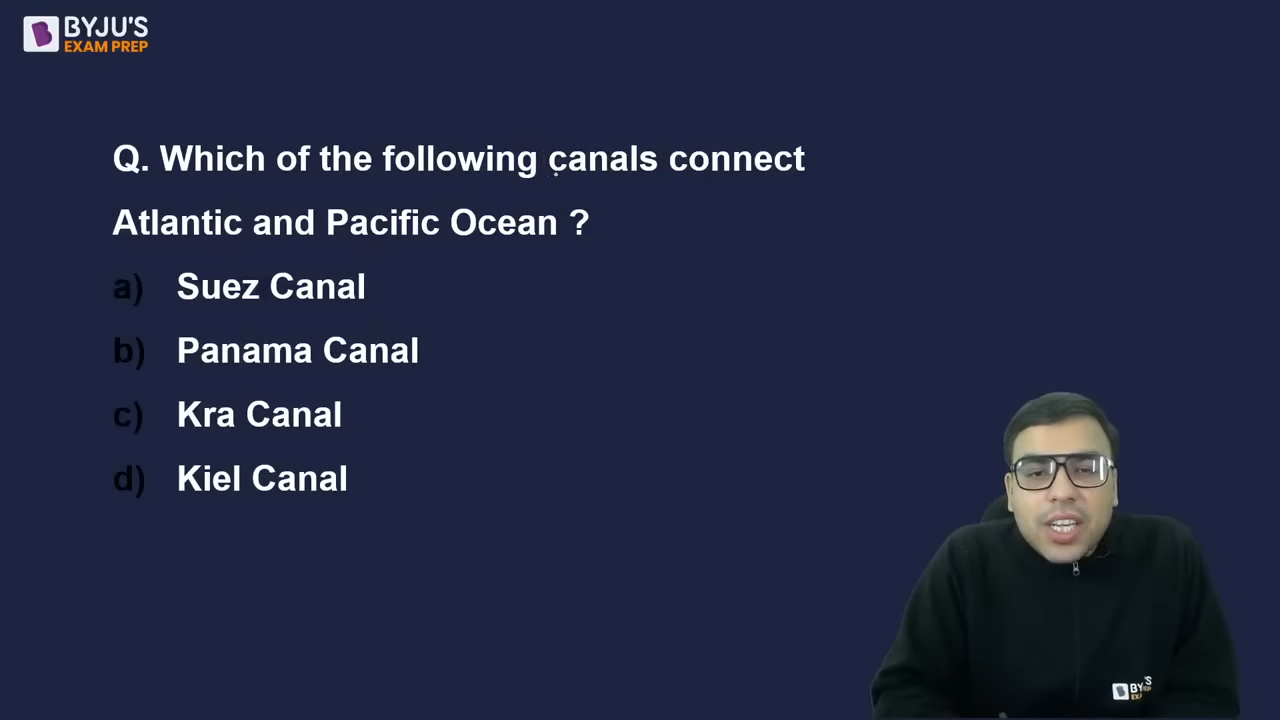 BYJU'S
EXAM PREP
Q. Which of the following canals connect
Atlantic and Pacific Ocean ?
a) Suez Canal
b) Panama Canal
c) Kra Canal
d) Kiel Canal